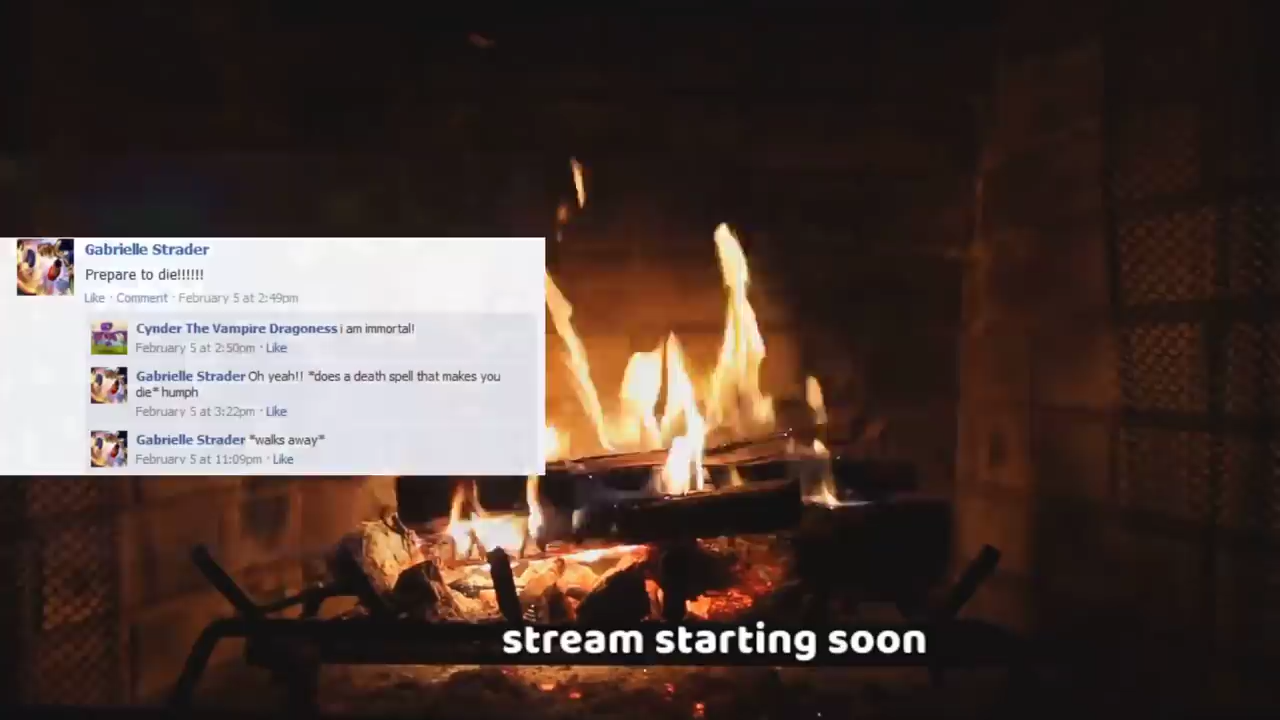 Gabrielle Strader
Prepare to die!!!!!!
Like · Comment · February 5 at 2:49pm
Cynder The Vampire Dragoness i am immortal!
February 5 at 2:50pm · Like
Gabrielle Strader Oh yeah!! *does a death spell that makes you
die* humph
February 5 at 3:22pm · Like
Gabrielle Strader *walks away*
February 5 at 11:09pm · Like
stream starting soon